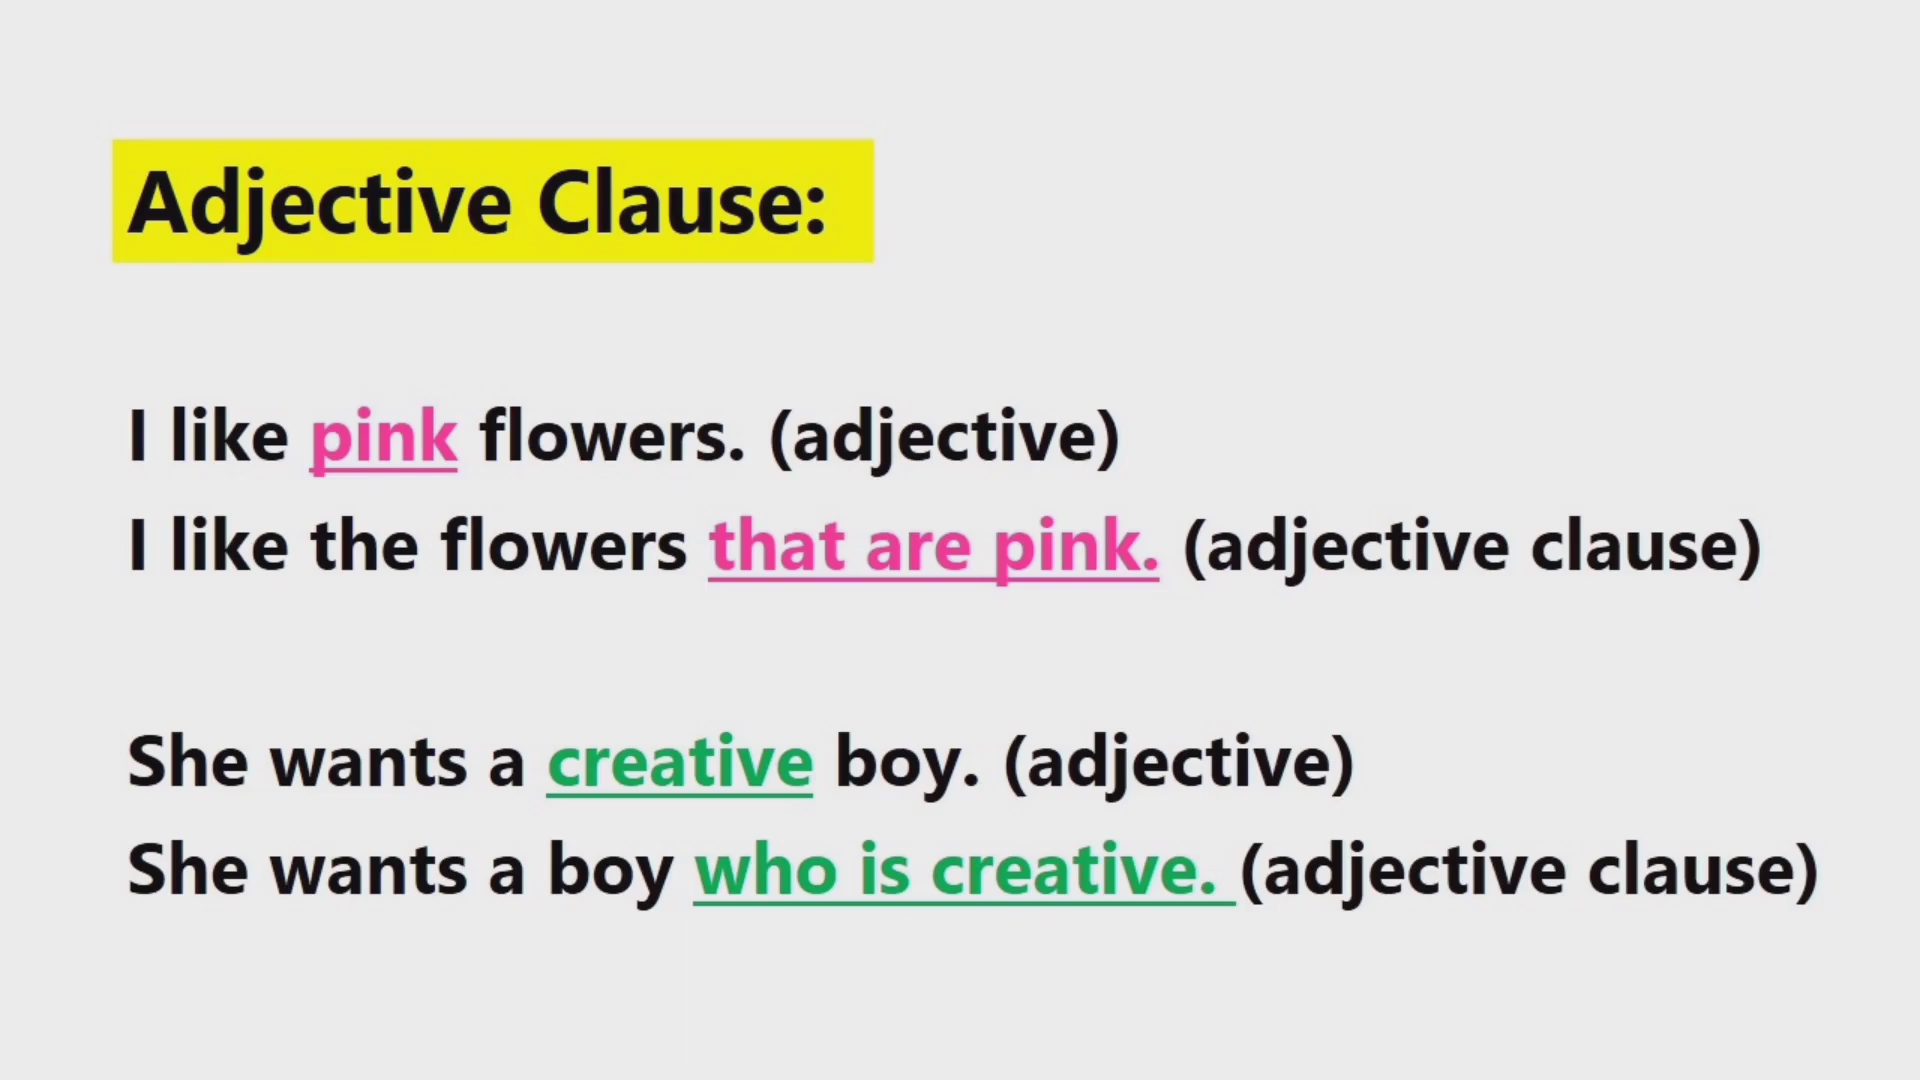 Adjective Clause:
I like pink flowers. (adjective)
I like the flowers that are pink. (adjective clause)
She wants a creative boy. (adjective)
She wants a boy who is creative. (adjective clause)